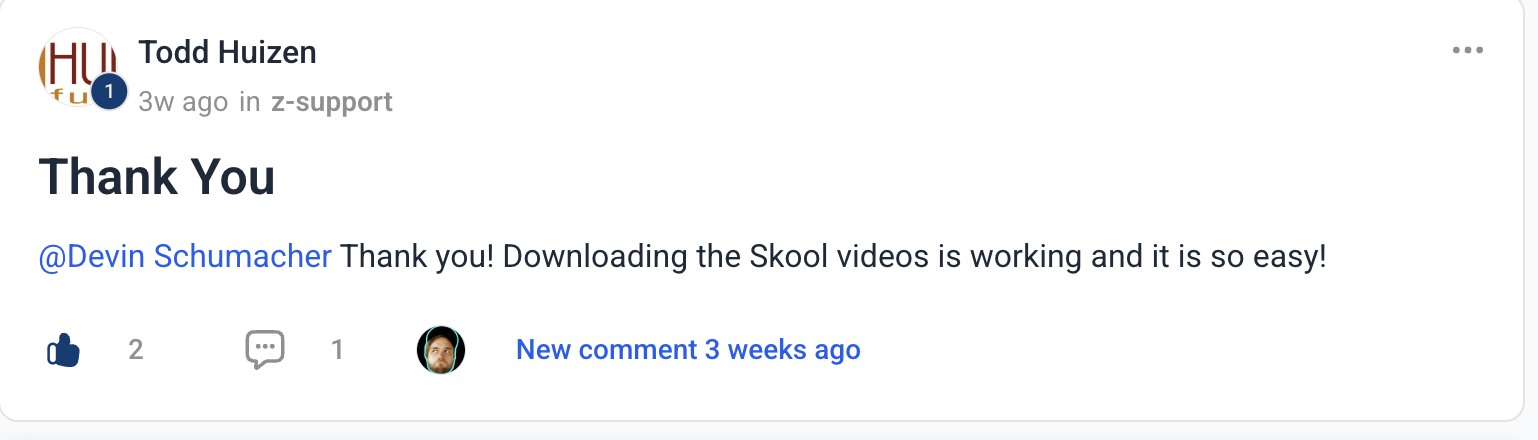 HU
fu
1
Todd Huizen
3w ago in z-support
Thank You
@Devin Schumacher Thank you! Downloading the Skool videos is working and it is so easy!
2
1
New comment 3 weeks ago